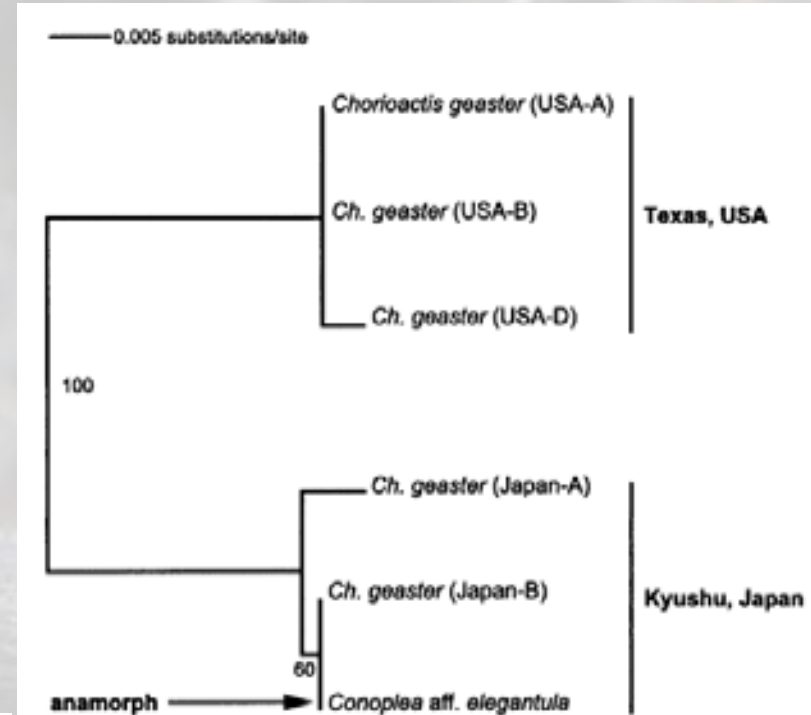 0.005 substitutions/site
Chorioactis geaster (USA-A)
Ch. geaster (USA-B)
Texas, USA
Ch. geaster (USA-D)
100
Ch. geaster (Japan-A)
Ch. geaster (Japan-B)
Kyushu, Japan
60
anamorph
Conoplea aff. elegantula